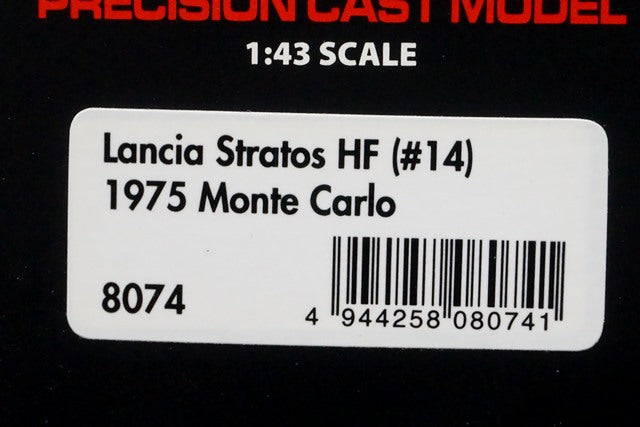 PRECISION CAST MODEL
1:43 SCALE
Lancia Stratos HF (#14)
1975 Monte Carlo
8074
4 944258 080741